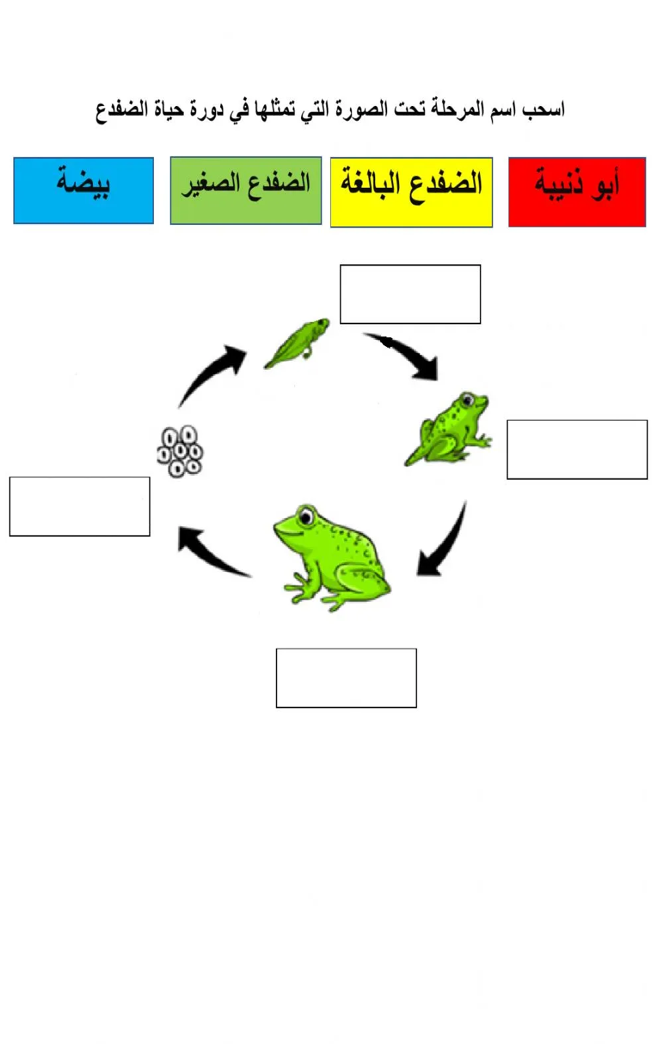 اسحب اسم المرحلة تحت الصورة التي تمثلها في دورة حياة الضفدع
أبو ذنيبة
الضفدع البالغة
الضفدع الصغير
بيضة